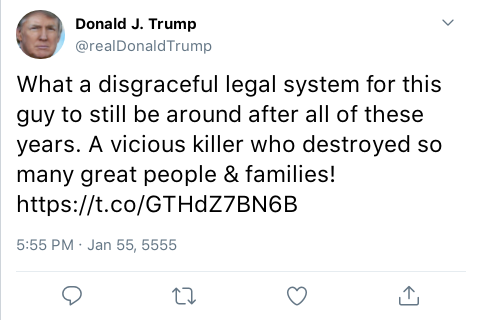 Donald J. Trump
@realDonaldTrump
What a disgraceful legal system for this
guy to still be around after all of these
years. A vicious killer who destroyed so
many great people & families!
https://t.co/GTHdZ7BN6B
5:55 PM · Jan 55, 5555